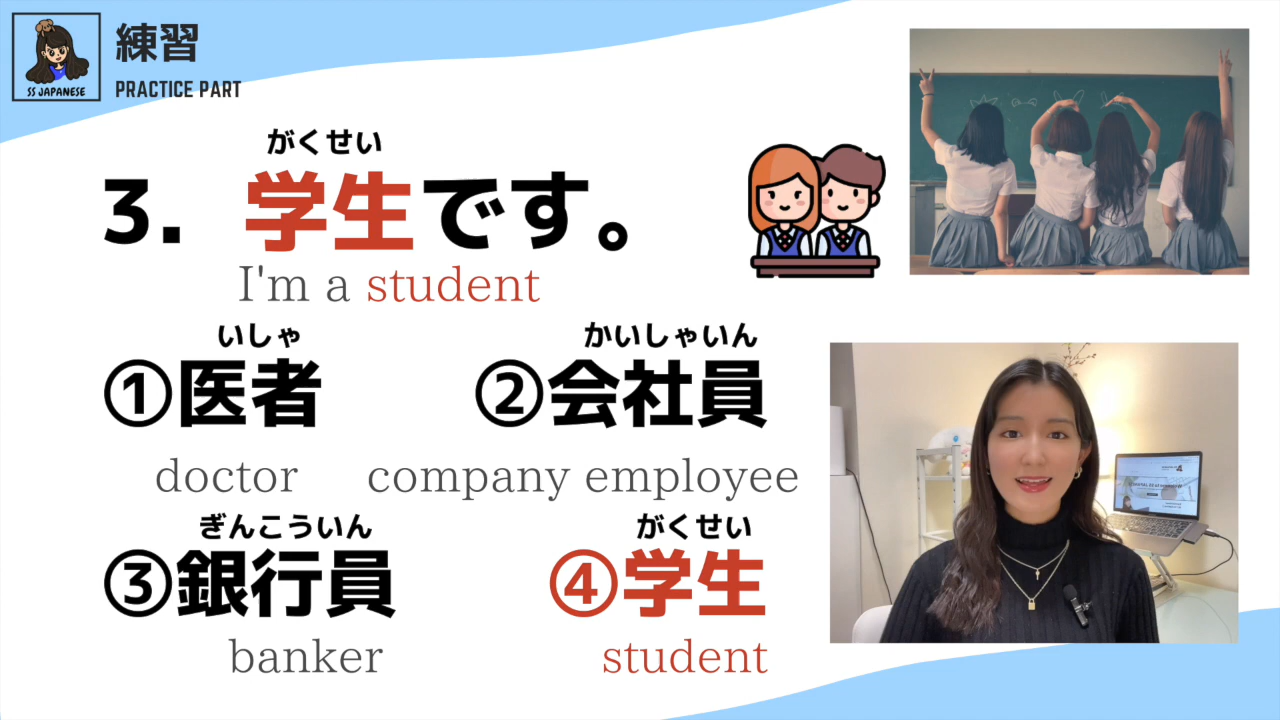 練習
PRACTICE PART
SS JAPANESE
がくせい
3. 学生です。
I'm a student
いしゃ かいしゃいん
①医者 ②会社員
doctor company employee
ぎんこういん がくせい
③銀行員 ④学生
banker student